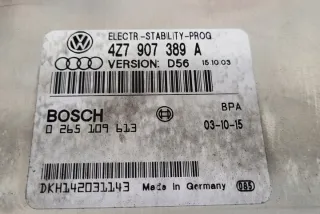 ELECTR-STABILITY-PROG
4Z7 907 389 A
VERSION: D56 15 10 03
BOSCH
BPA
0 265 109 613
03-10-15
DKH142031143 Made in Germany 085